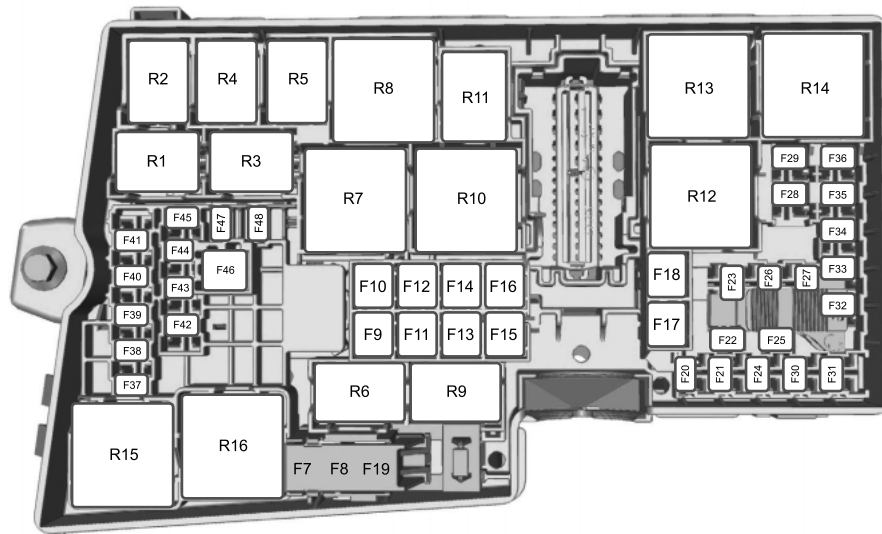 R2 R4 R5 R8 R11 R13 R14
R1 R3 R7 R10 R12 F29 F36
F28 F35
F45 F47 F48
F41 F44 F46 F34
F40 F43 F10 F12 F14 F16 F18 F23 F26 F27 F33
F39 F42 F9 F11 F13 F15 F17 F32
F38 F22 F25
F37 R6 R9 F20 F21 F24 F30 F31
R15 R16 F7 F8 F19